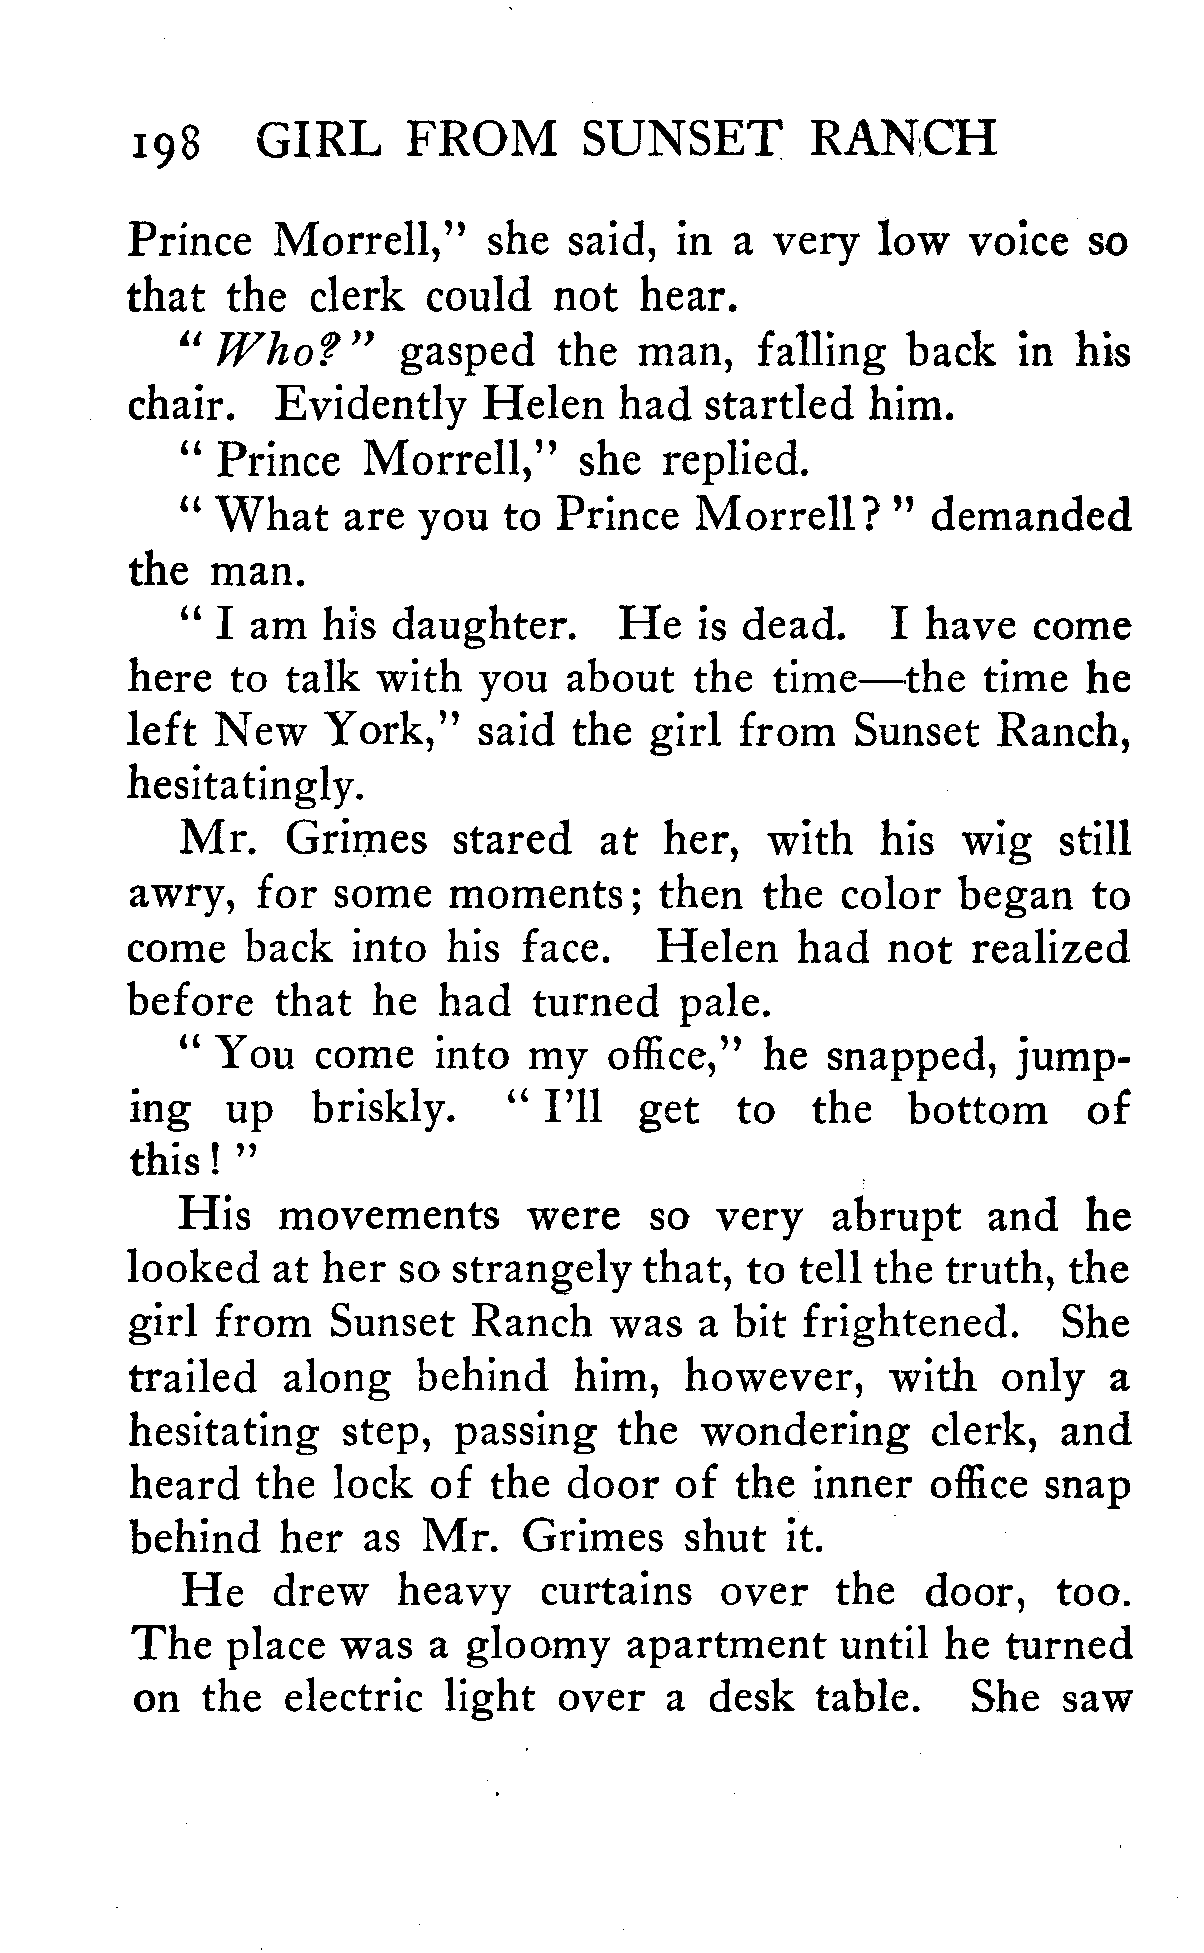 198 GIRL FROM SUNSET RANCH
Prince Morrell," she said, in a very low voice so
that the clerk could not hear.
"Who?" gasped the man, falling back in his
chair. Evidently Helen had startled him.
"Prince Morrell," she replied.
"What are you to Prince Morrell?" demanded
the man.
"I am his daughter. He is dead. I have come
here to talk with you about the time—the time he
left New York," said the girl from Sunset Ranch,
hesitatingly.
Mr. Grimes stared at her, with his wig still
awry, for some moments; then the color began to
come back into his face. Helen had not realized
before that he had turned pale.
"You come into my office," he snapped, jump-
ing up briskly. "I'll get to the bottom of
this!"
His movements were so very abrupt and he
looked at her so strangely that, to tell the truth, the
girl from Sunset Ranch was a bit frightened. She
trailed along behind him, however, with only a
hesitating step, passing the wondering clerk, and
heard the lock of the door of the inner office snap
behind her as Mr. Grimes shut it.
He drew heavy curtains over the door, too.
The place was a gloomy apartment until he turned
on the electric light over a desk table. She saw